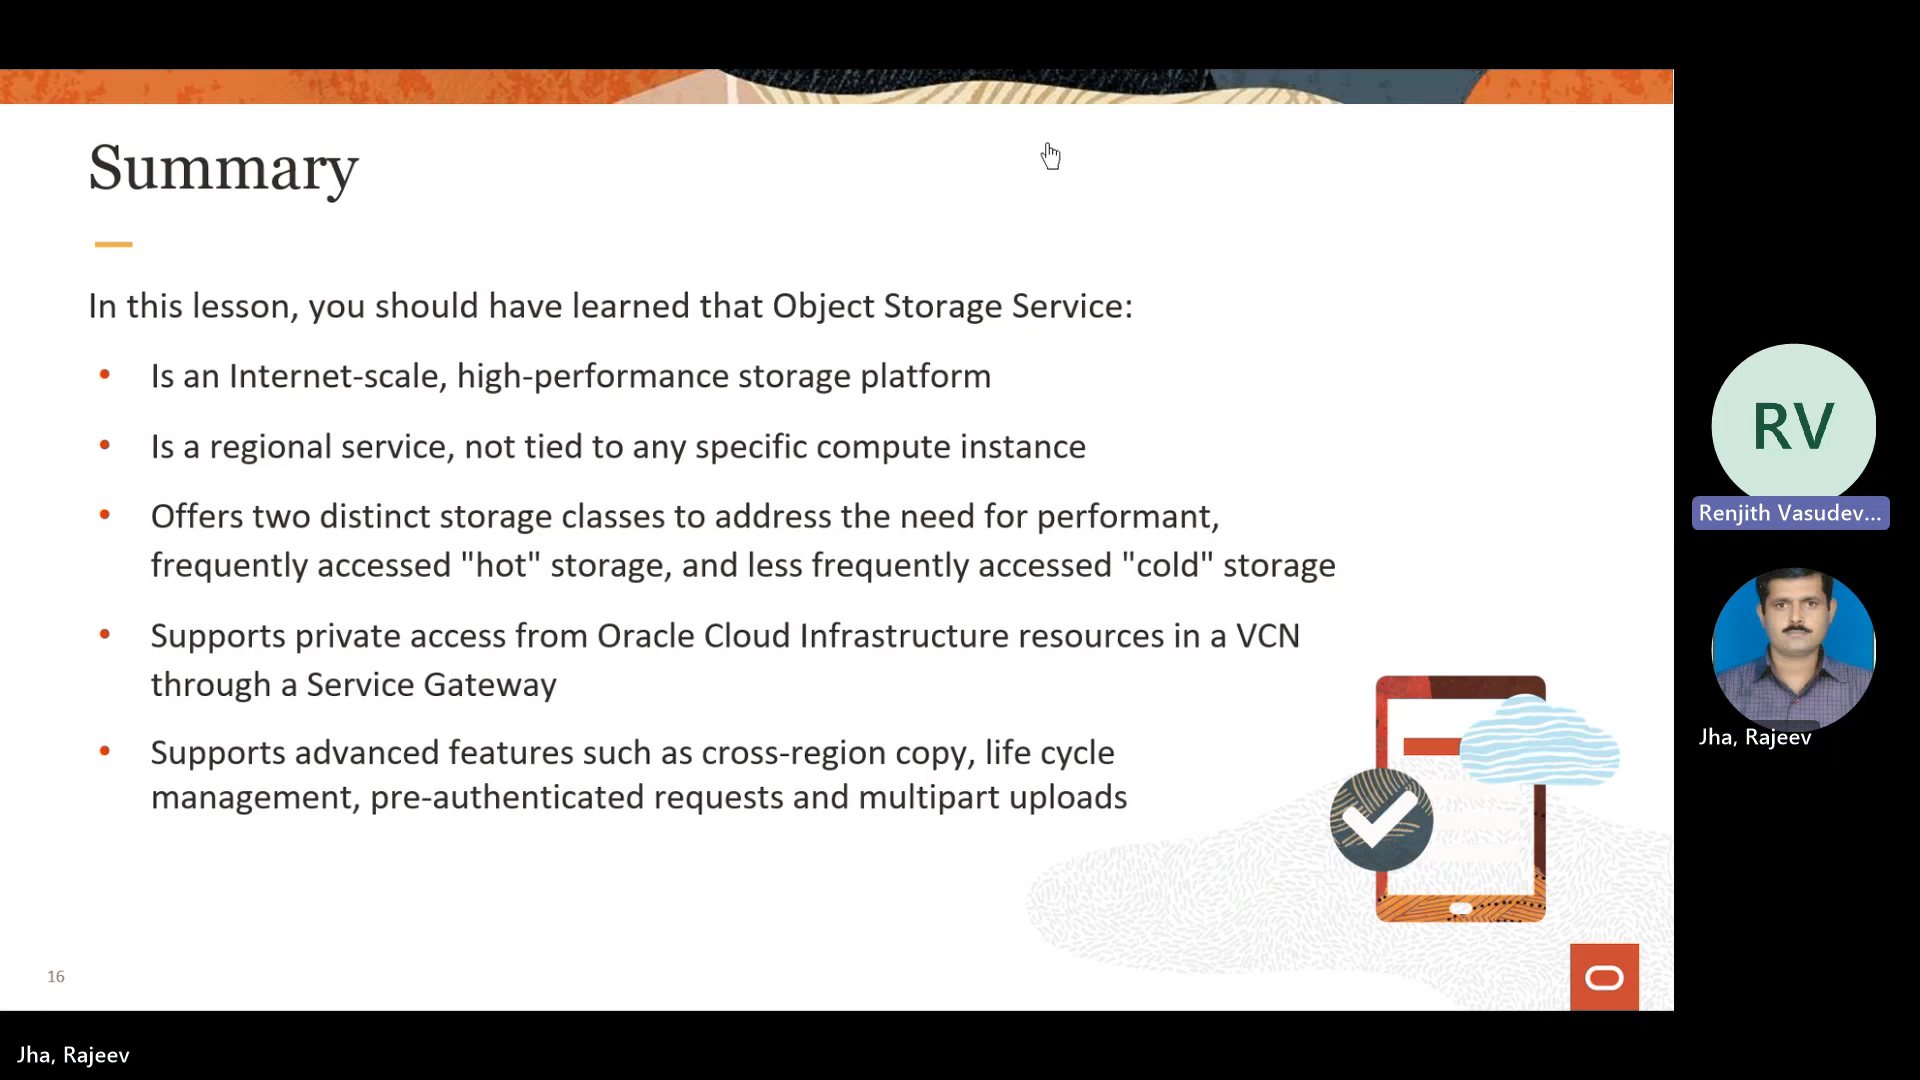 Summary
In this lesson, you should have learned that Object Storage Service:
• Is an Internet-scale, high-performance storage platform
• Is a regional service, not tied to any specific compute instance
• Offers two distinct storage classes to address the need for performant,
frequently accessed "hot" storage, and less frequently accessed "cold" storage
• Supports private access from Oracle Cloud Infrastructure resources in a VCN
through a Service Gateway
• Supports advanced features such as cross-region copy, life cycle
management, pre-authenticated requests and multipart uploads
16
RV
Renjith Vasudev...
Jha, Rajeev
Jha, Rajeev